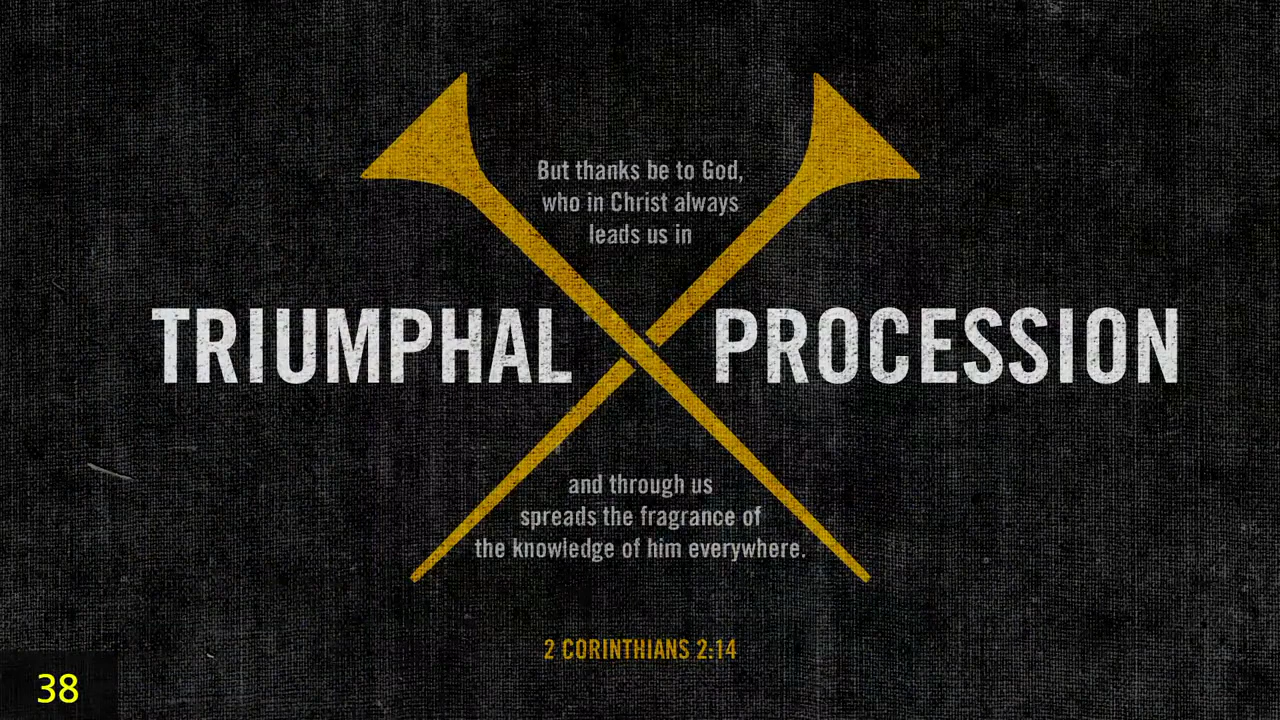 But thanks be to God,
who in Christ always
leads us in
TRIUMPHAL PROCESSION
and through us
spreads the fragrance of
the knowledge of him everywhere.
2 CORINTHIANS 2:14
38